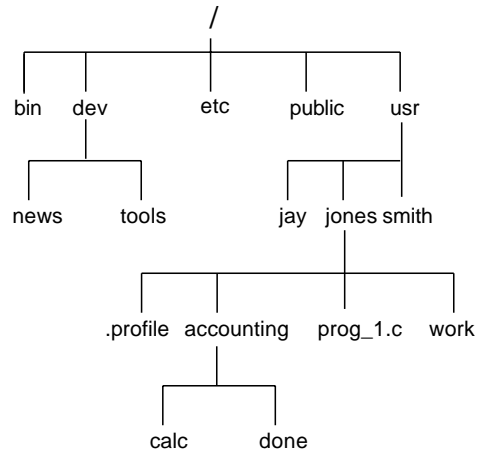 /
bin dev etc public usr
news tools jay jones smith
.profile accounting prog_1.c work
calc done